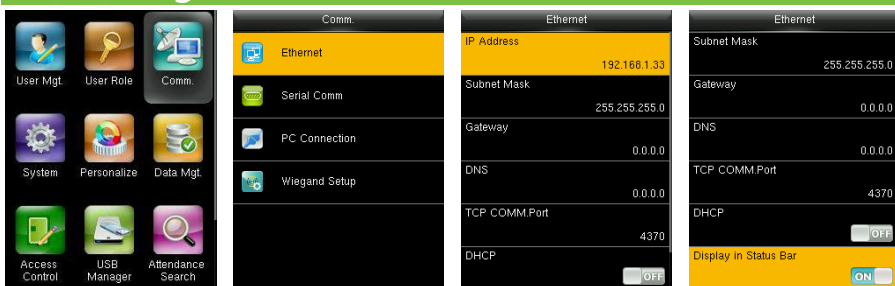 User Mgt.
User Role
Comm.
System
Personalize
Data Mgt.
Access
Control
USB
Manager
Attendance
Search
Comm.
Ethernet
Serial Comm
PC Connection
Wiegand Setup
Ethernet
IP Address
192.168.1.33
Subnet Mask
255.255.255.0
Gateway
0.0.0.0
DNS
0.0.0.0
TCP COMM.Port
4370
DHCP
OFF
Ethernet
Subnet Mask
255.255.255.0
Gateway
0.0.0.0
DNS
0.0.0.0
TCP COMM.Port
4370
DHCP
OFF
Display in Status Bar
ON